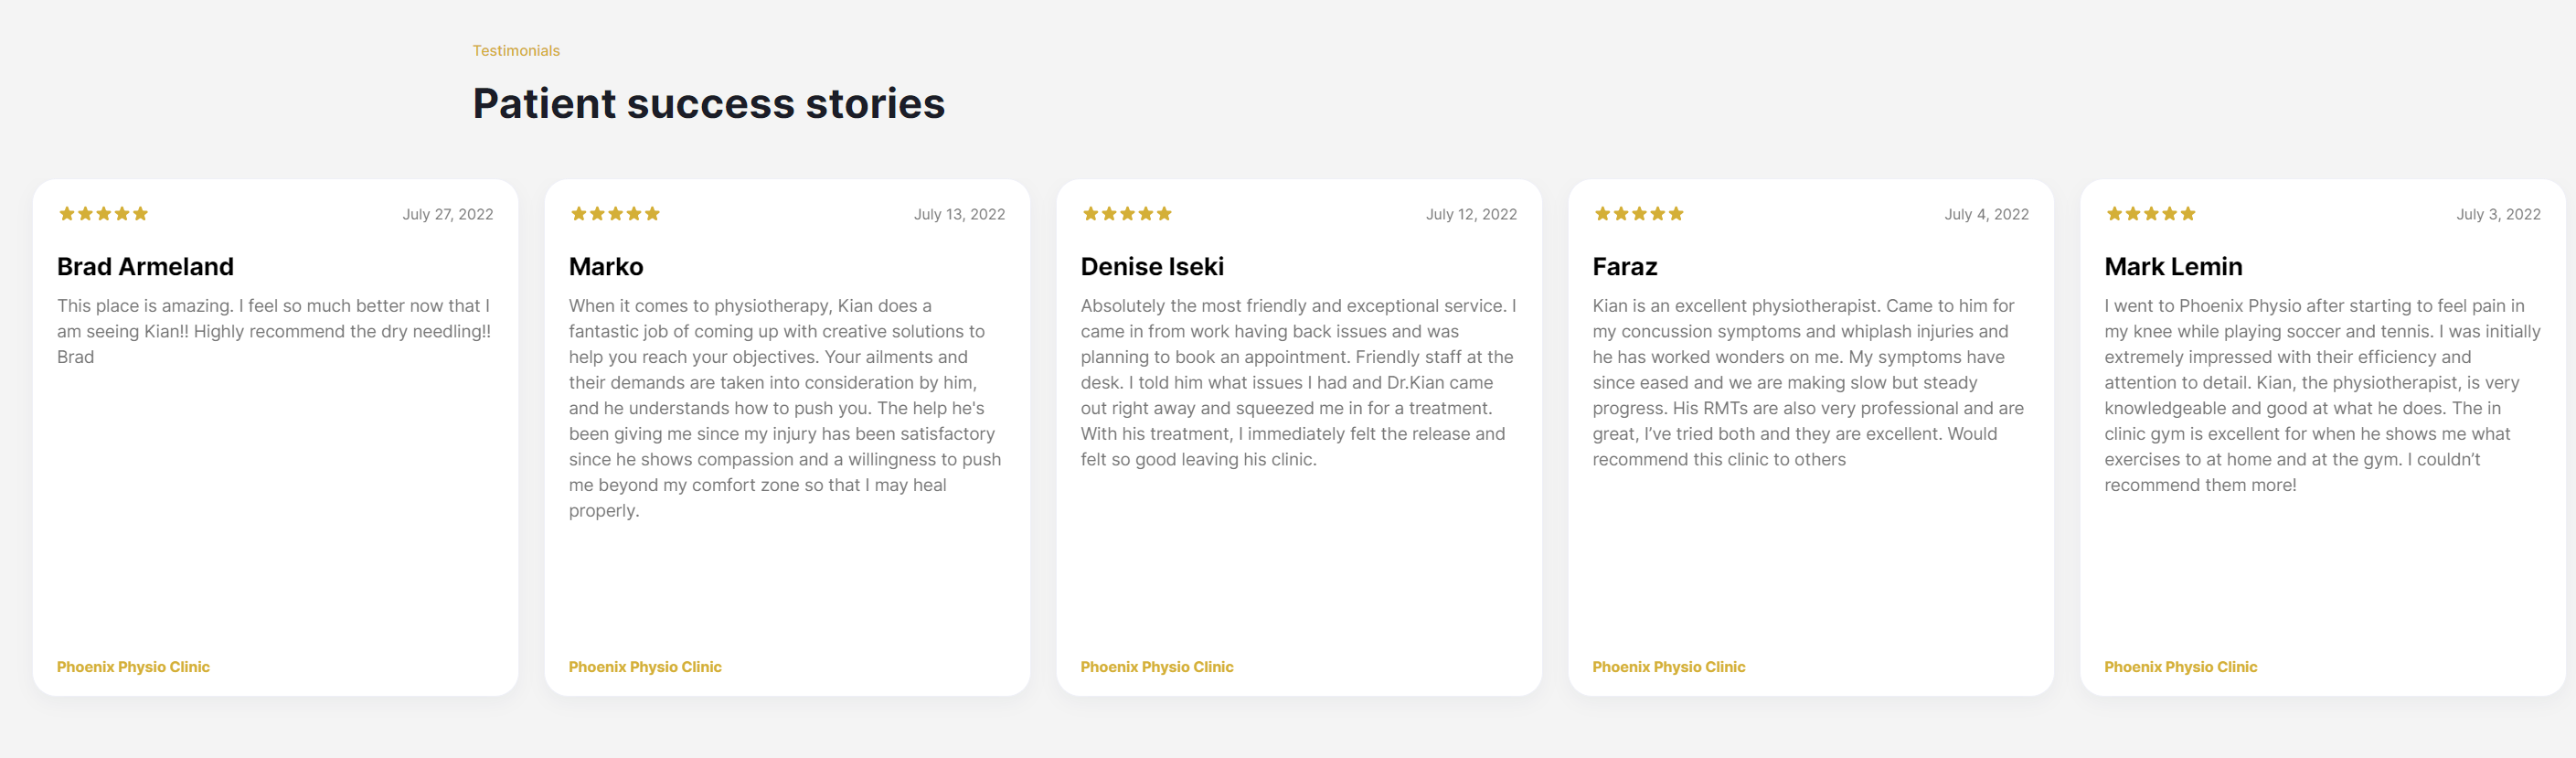 Testimonials
Patient success stories
July 27, 2022
Brad Armeland
This place is amazing. I feel so much better now that I
am seeing Kian!! Highly recommend the dry needling!!
Brad
Phoenix Physio Clinic
July 13, 2022
Marko
When it comes to physiotherapy, Kian does a
fantastic job of coming up with creative solutions to
help you reach your objectives. Your ailments and
their demands are taken into consideration by him,
and he understands how to push you. The help he's
been giving me since my injury has been satisfactory
since he shows compassion and a willingness to push
me beyond my comfort zone so that I may heal
properly.
Phoenix Physio Clinic
July 12, 2022
Denise Iseki
Absolutely the most friendly and exceptional service. I
came in from work having back issues and was
planning to book an appointment. Friendly staff at the
desk. I told him what issues I had and Dr.Kian came
out right away and squeezed me in for a treatment.
With his treatment, I immediately felt the release and
felt so good leaving his clinic.
Phoenix Physio Clinic
July 4, 2022
Faraz
Kian is an excellent physiotherapist. Came to him for
my concussion symptoms and whiplash injuries and
he has worked wonders on me. My symptoms have
since eased and we are making slow but steady
progress. His RMTs are also very professional and are
great, I’ve tried both and they are excellent. Would
recommend this clinic to others
Phoenix Physio Clinic
July 3, 2022
Mark Lemin
I went to Phoenix Physio after starting to feel pain in
my knee while playing soccer and tennis. I was initially
extremely impressed with their efficiency and
attention to detail. Kian, the physiotherapist, is very
knowledgeable and good at what he does. The in
clinic gym is excellent for when he shows me what
exercises to at home and at the gym. I couldn’t
recommend them more!
Phoenix Physio Clinic